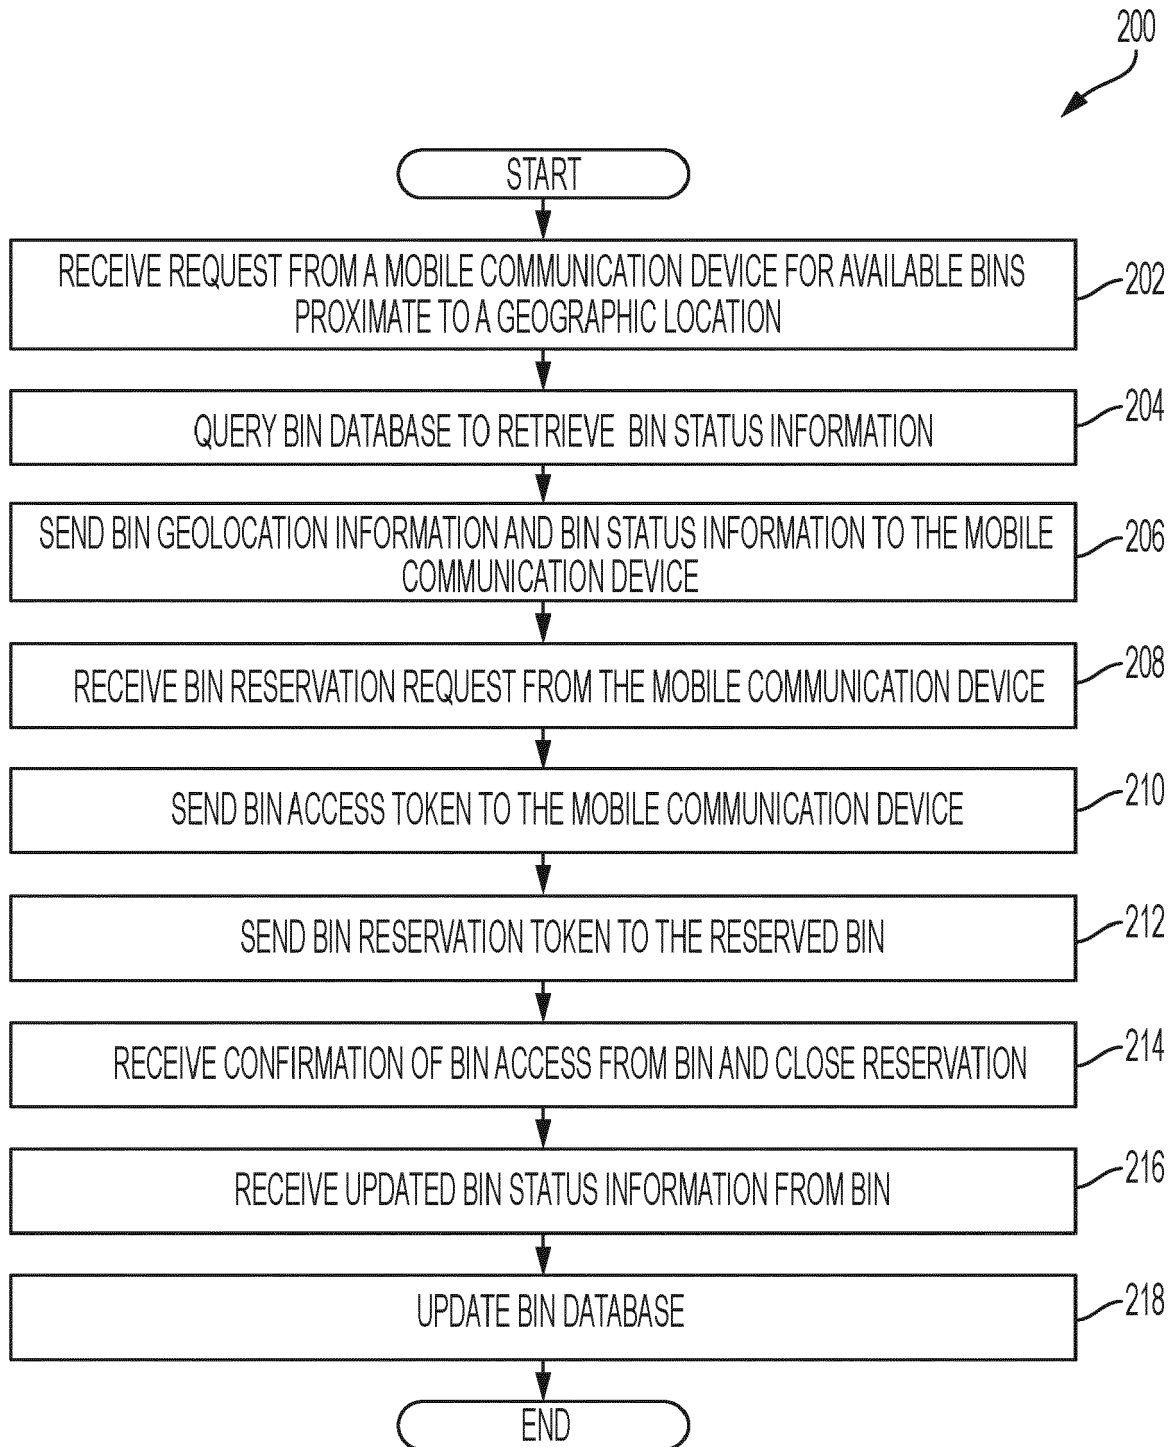 200
START
RECEIVE REQUEST FROM A MOBILE COMMUNICATION DEVICE FOR AVAILABLE BINS
PROXIMATE TO A GEOGRAPHIC LOCATION
202
QUERY BIN DATABASE TO RETRIEVE BIN STATUS INFORMATION
204
SEND BIN GEOLOCATION INFORMATION AND BIN STATUS INFORMATION TO THE MOBILE
COMMUNICATION DEVICE
206
RECEIVE BIN RESERVATION REQUEST FROM THE MOBILE COMMUNICATION DEVICE
208
SEND BIN ACCESS TOKEN TO THE MOBILE COMMUNICATION DEVICE
210
SEND BIN RESERVATION TOKEN TO THE RESERVED BIN
212
RECEIVE CONFIRMATION OF BIN ACCESS FROM BIN AND CLOSE RESERVATION
214
RECEIVE UPDATED BIN STATUS INFORMATION FROM BIN
216
UPDATE BIN DATABASE
218
END